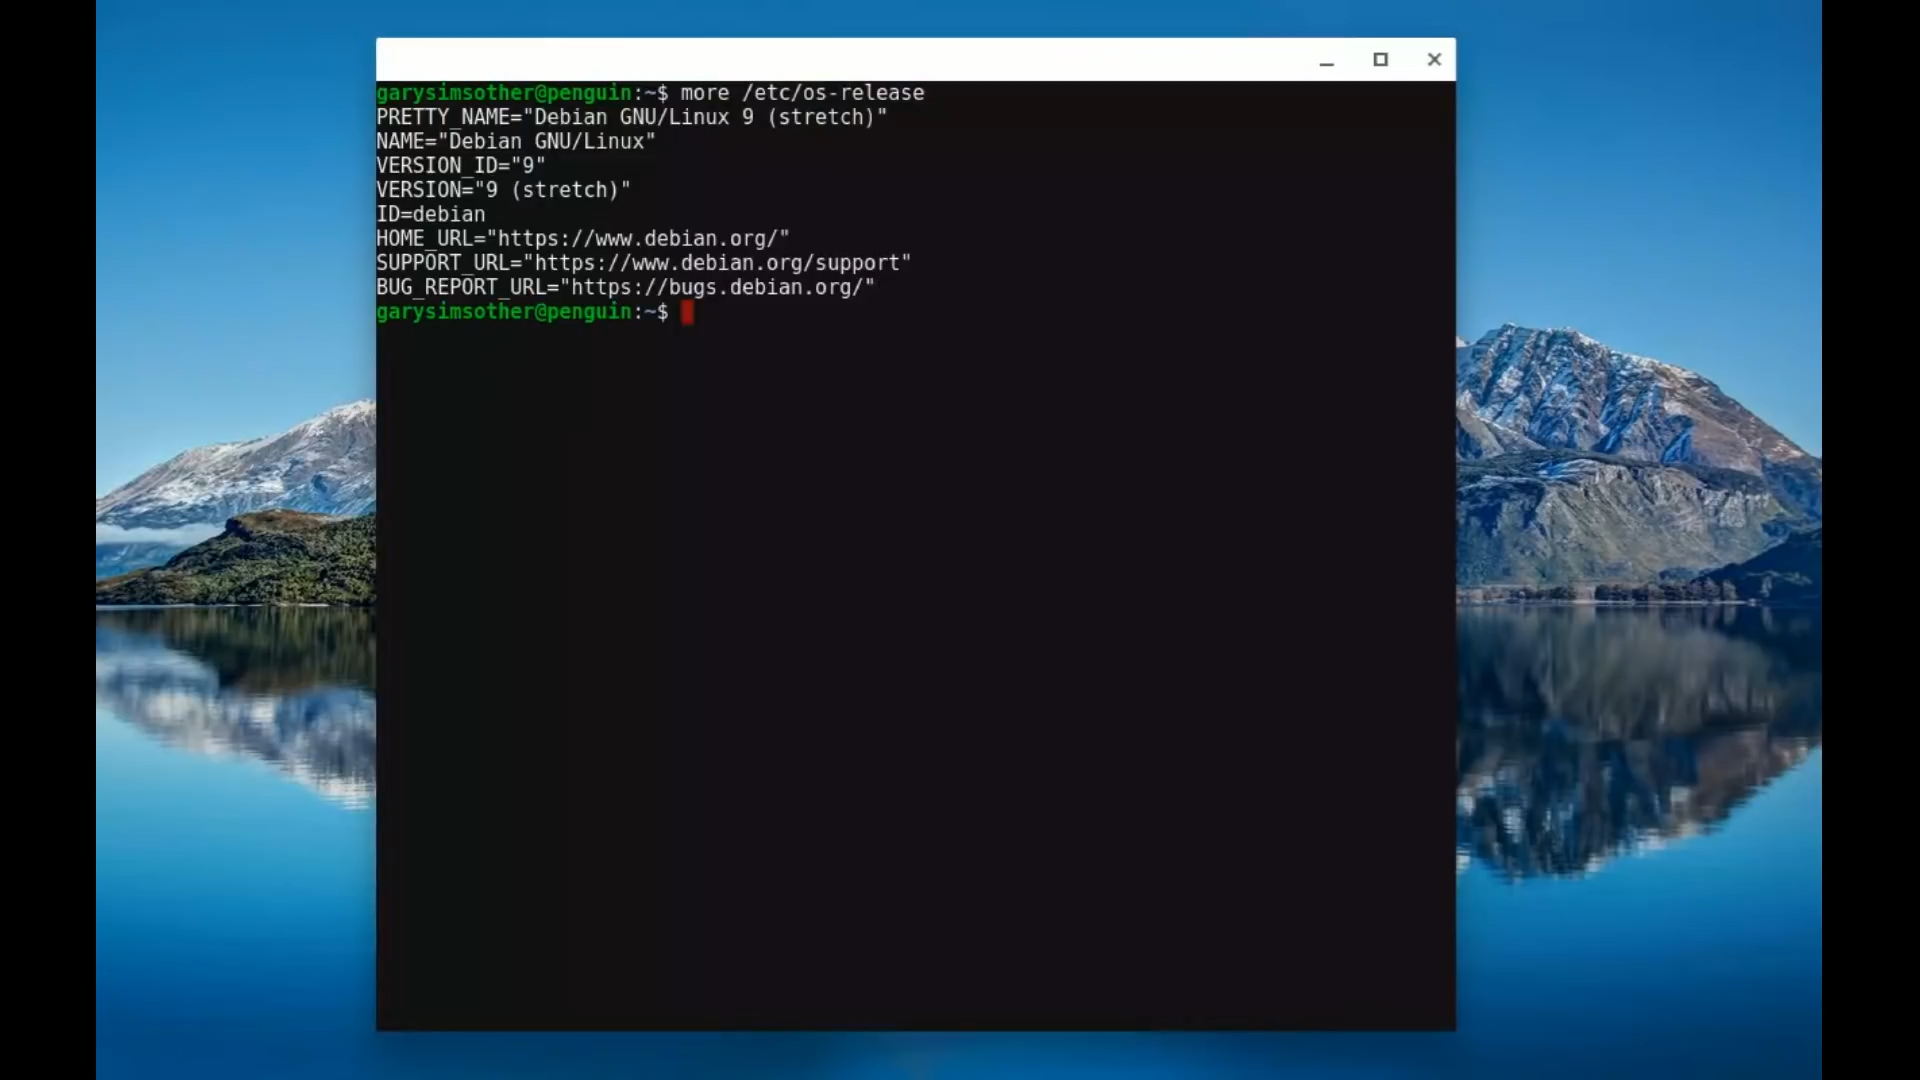 garysimsother@penguin:~$ more /etc/os-release
PRETTY_NAME="Debian GNU/Linux 9 (stretch)"
NAME="Debian GNU/Linux"
VERSION_ID="9"
VERSION="9 (stretch)"
ID=debian
HOME_URL="https://www.debian.org/"
SUPPORT_URL="https://www.debian.org/support"
BUG_REPORT_URL="https://bugs.debian.org/"
garysimsother@penguin:~$